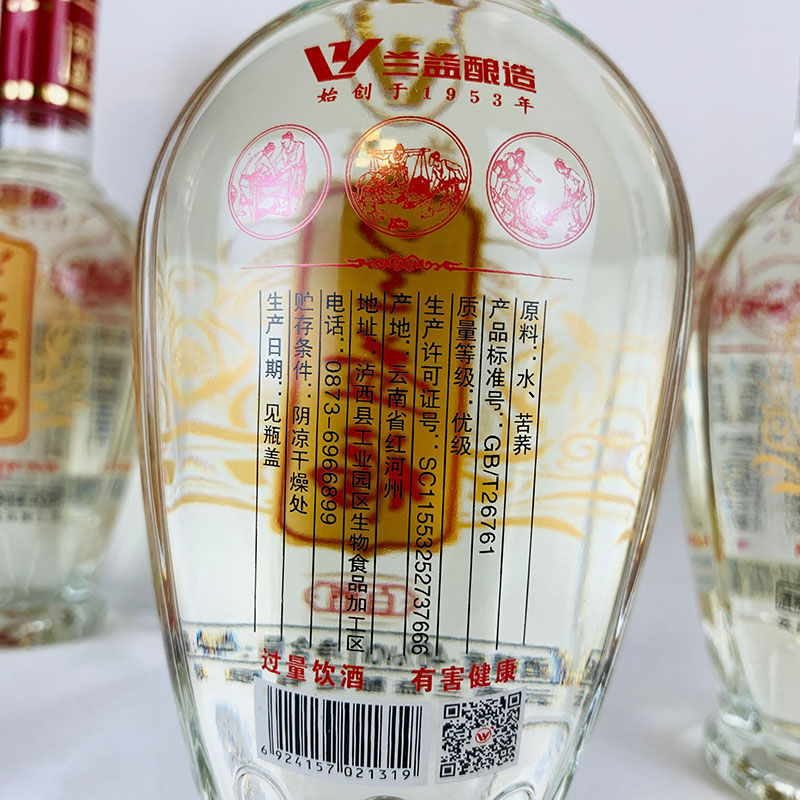 兰益酿造
始创于1953年
原料：水、苦荞
产品标准号：GB/T26761
质量等级：优级
生产许可证号：SC11553252737666
产地：云南省红河州
地址：泸西县工业园区生物食品加工区
电话：0873-6966899
贮存条件：阴凉干燥处
生产日期：见瓶盖
过量饮酒 有害健康
6 924157 021319